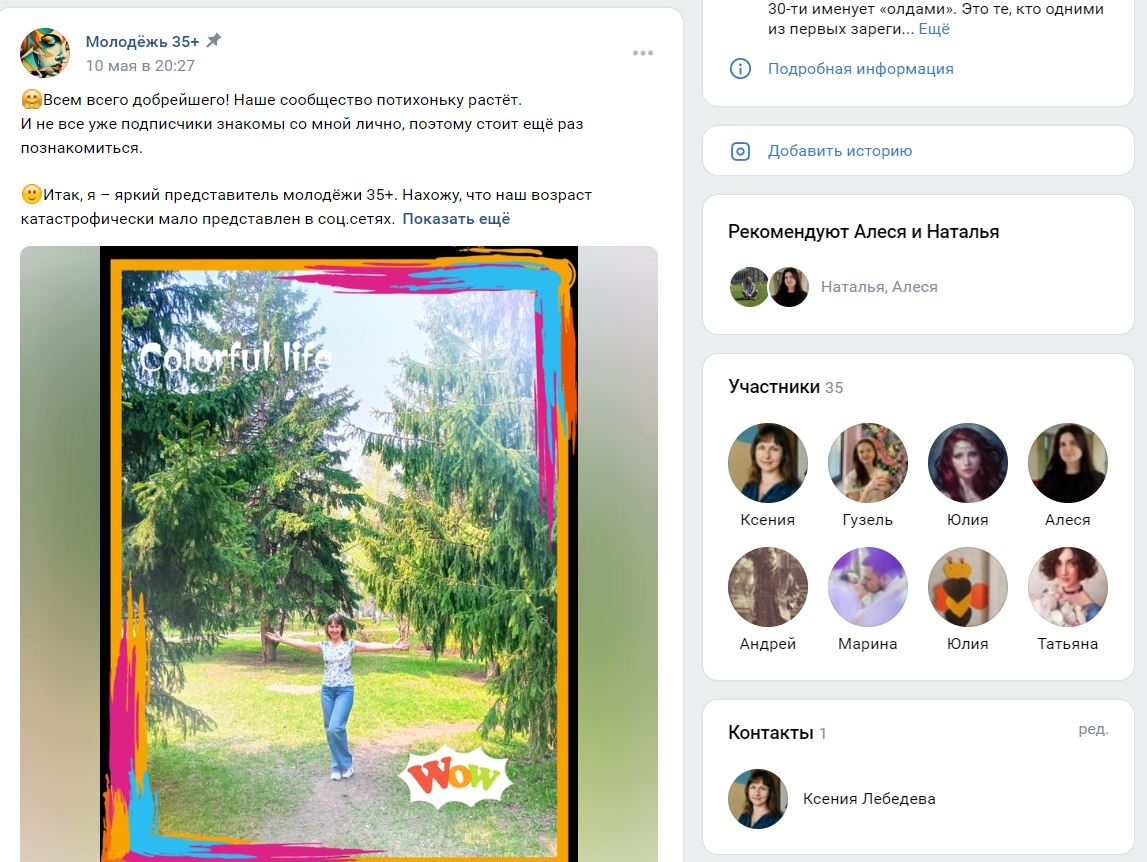 Молодёжь 35+
10 мая в 20:27
🤗Всем всего добрейшего! Наше сообщество потихоньку растёт.
И не все уже подписчики знакомы со мной лично, поэтому стоит ещё раз
познакомиться.
🙂Итак, я – яркий представитель молодёжи 35+. Нахожу, что наш возраст
катастрофически мало представлен в соц.сетях. Показать ещё
Colorful life
Wow
30-ти именует «олдами». Это те, кто одними
из первых зареги... Ещё
Подробная информация
Добавить историю
Рекомендуют Алеся и Наталья
Наталья, Алеся
Участники 35
Ксения Гузель Юлия Алеся
Андрей Марина Юлия Татьяна
Контакты 1 ред.
Ксения Лебедева